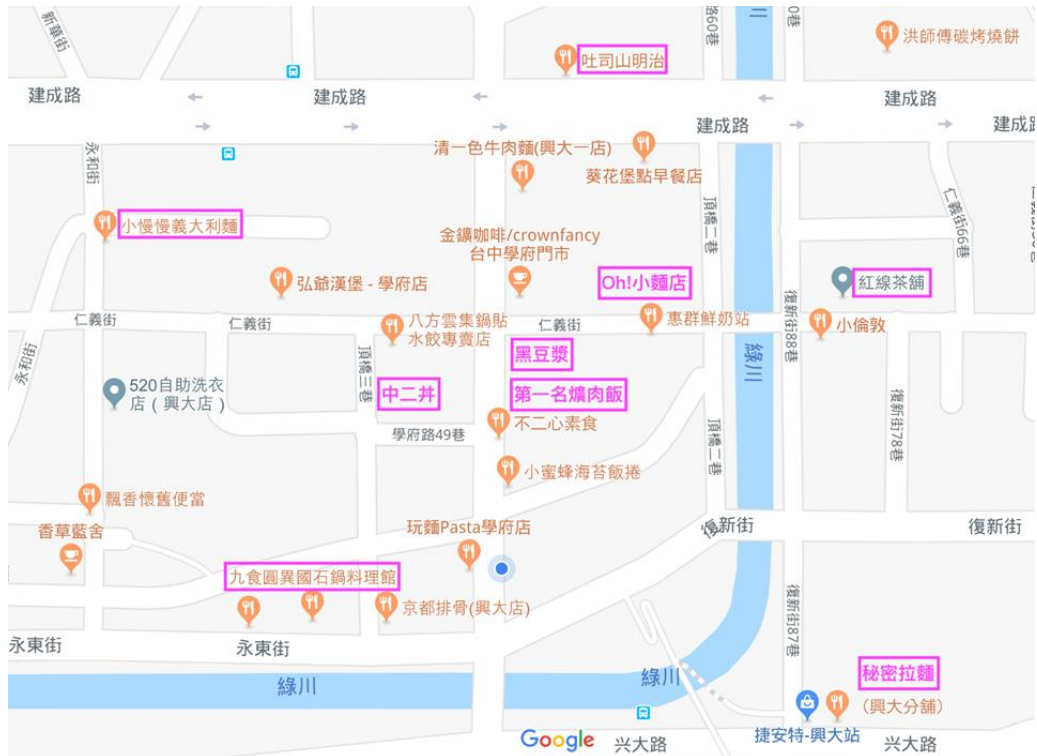 新華街
路60巷
綠川
0巷
洪師傅碳烤燒餅
吐司山明治
建成路
建成路
建成路
建成路
建成路
永和街
清一色牛肉麵(興大一店)
葵花堡點早餐店
頂橋二巷
仁義街66巷
小慢慢義大利麵
金鑛咖啡/crownfancy
台中學府門市
弘爺漢堡 - 學府店
Oh!小麵店
紅線茶舖
仁義街
仁義街
八方雲集鍋貼
水餃專賣店
仁義街
惠群鮮奶站
復新街88巷
小倫敦
永和街
頂橋三巷
黑豆漿
綠川
520自助洗衣
店（興大店）
中二丼
第一名爌肉飯
學府路49巷
不二心素食
頂橋二巷
復新街78巷
小蜜蜂海苔飯捲
飄香懷舊便當
香草藍舍
玩麵Pasta學府店
復新街
復新街
九食圓異國石鍋料理館
京都排骨(興大店)
復新街87巷
永東街
永東街
綠川
綠川
秘密拉麵
（興大分舖）
Google
兴大路
捷安特-興大站
兴大路